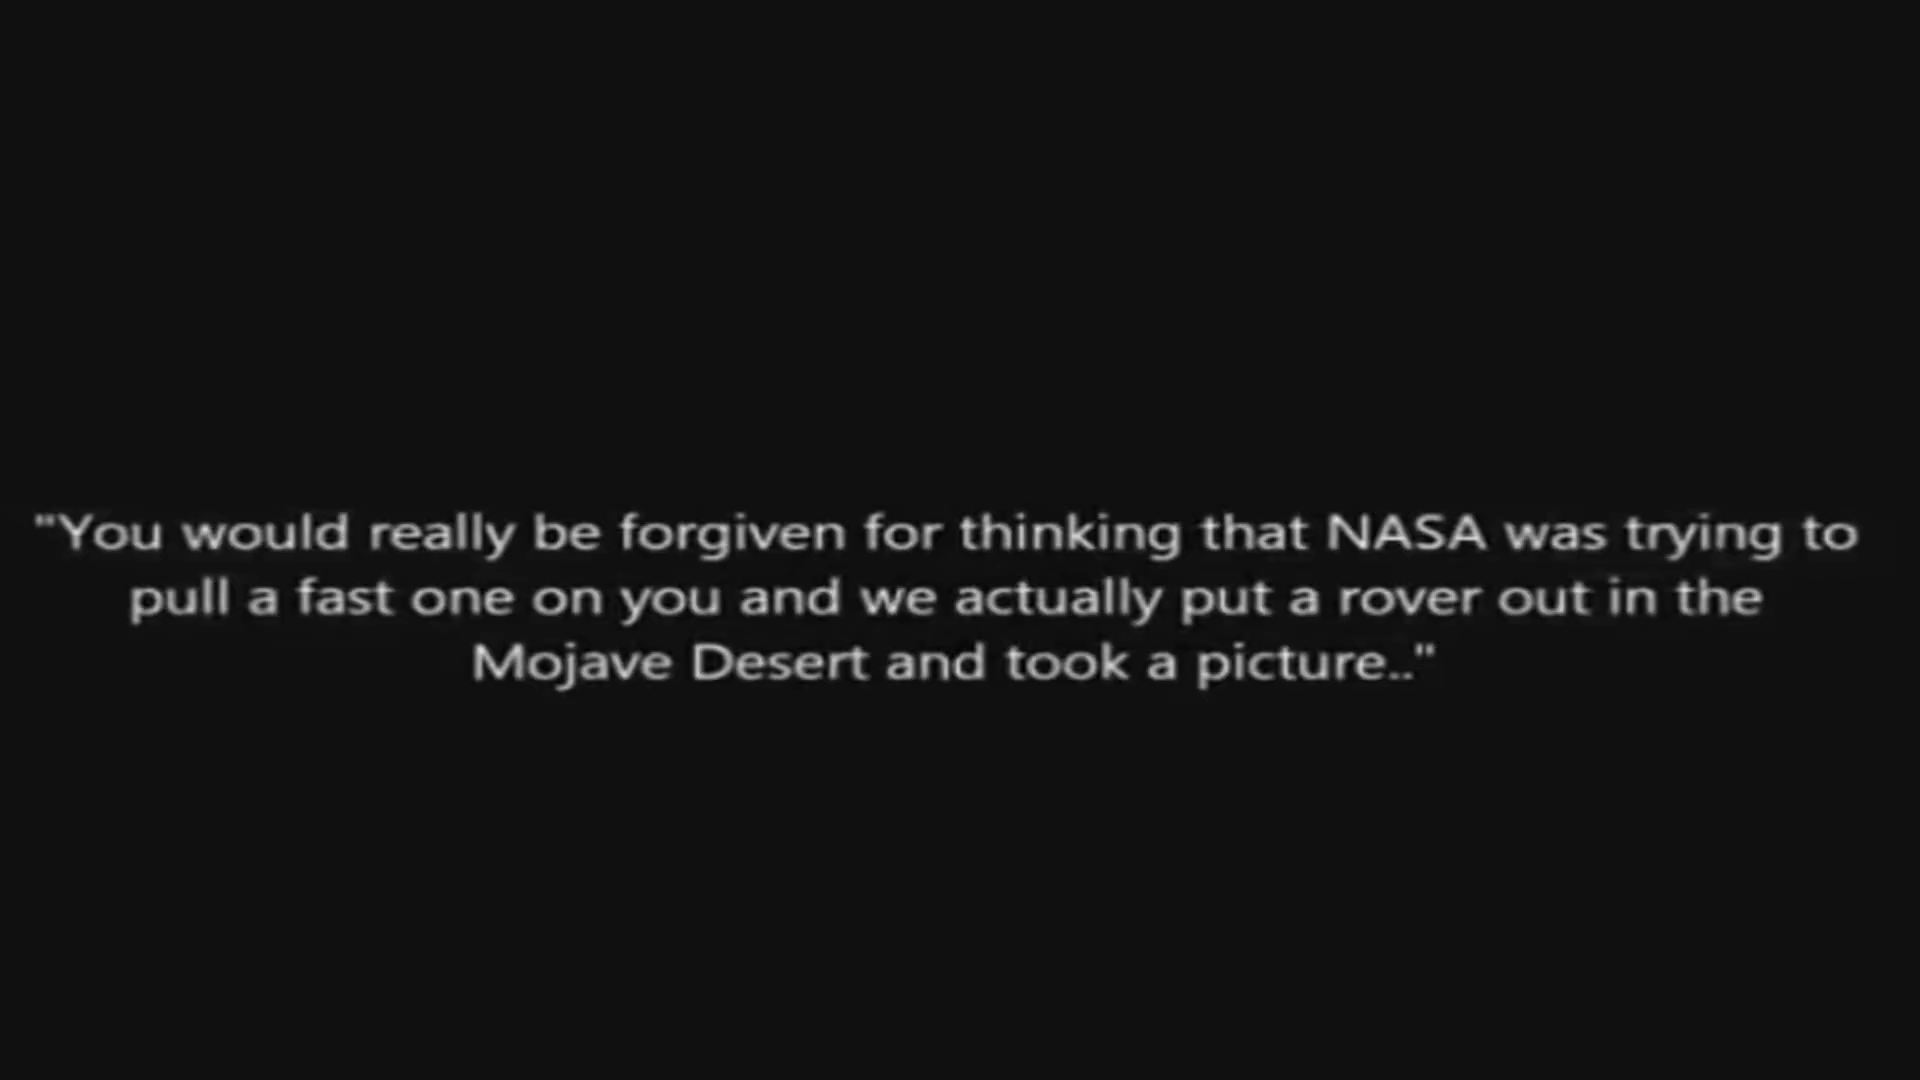 "You would really be forgiven for thinking that NASA was trying to
pull a fast one on you and we actually put a rover out in the
Mojave Desert and took a picture.."